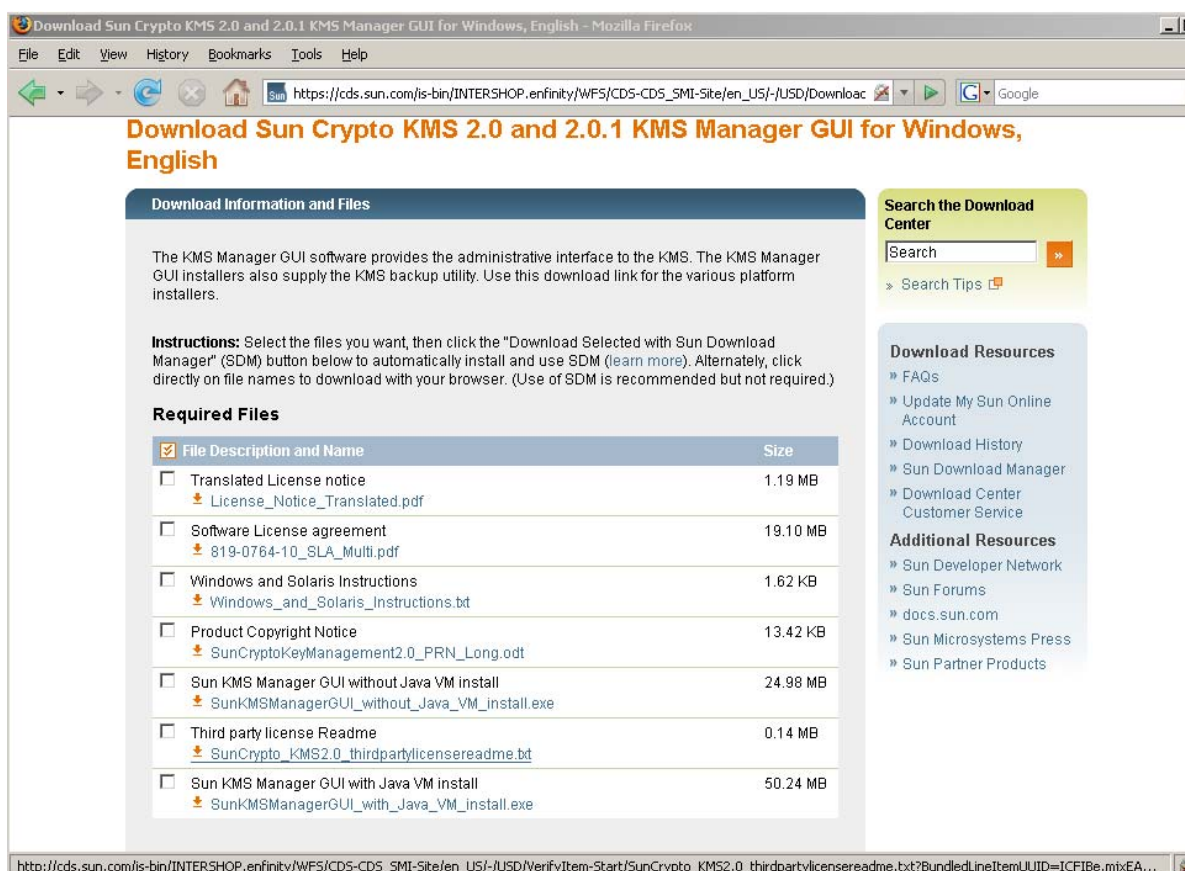 Download Sun Crypto KMS 2.0 and 2.0.1 KMS Manager GUI for Windows, English - Mozilla Firefox
File Edit View History Bookmarks Tools Help
Sun https://cds.sun.com/is-bin/INTERSHOP.enfinity/WFS/CDS-CDS_SMI-Site/en_US/-/USD/Downloac G Google
Download Sun Crypto KMS 2.0 and 2.0.1 KMS Manager GUI for Windows,
English
Download Information and Files
The KMS Manager GUI software provides the administrative interface to the KMS. The KMS Manager
GUI installers also supply the KMS backup utility. Use this download link for the various platform
installers.
Instructions: Select the files you want, then click the "Download Selected with Sun Download
Manager" (SDM) button below to automatically install and use SDM (learn more). Alternately, click
directly on file names to download with your browser. (Use of SDM is recommended but not required.)
Required Files
File Description and Name Size
Translated License notice 1.19 MB
License_Notice_Translated.pdf
Software License agreement 19.10 MB
819-0764-10_SLA_Multi.pdf
Windows and Solaris Instructions 1.62 KB
Windows_and_Solaris_Instructions.txt
Product Copyright Notice 13.42 KB
SunCryptoKeyManagement2.0_PRN_Long.odt
Sun KMS Manager GUI without Java VM install 24.98 MB
SunKMSManagerGUI_without_Java_VM_install.exe
Third party license Readme 0.14 MB
SunCrypto_KMS2.0_thirdpartylicensereadme.txt
Sun KMS Manager GUI with Java VM install 50.24 MB
SunKMSManagerGUI_with_Java_VM_install.exe
Search the Download
Center
Search »
» Search Tips
Download Resources
» FAQs
» Update My Sun Online
Account
» Download History
» Sun Download Manager
» Download Center
Customer Service
Additional Resources
» Sun Developer Network
» Sun Forums
» docs.sun.com
» Sun Microsystems Press
» Sun Partner Products
http://cds.sun.com/is-bin/INTERSHOP.enfinity/WFS/CDS-CDS_SMI-Site/en_US/-/USD/VerifyItem-Start/SunCrypto_KMS2.0_thirdpartylicensereadme.txt?BundledLineItemUUID=ICFIBe.mixEA...